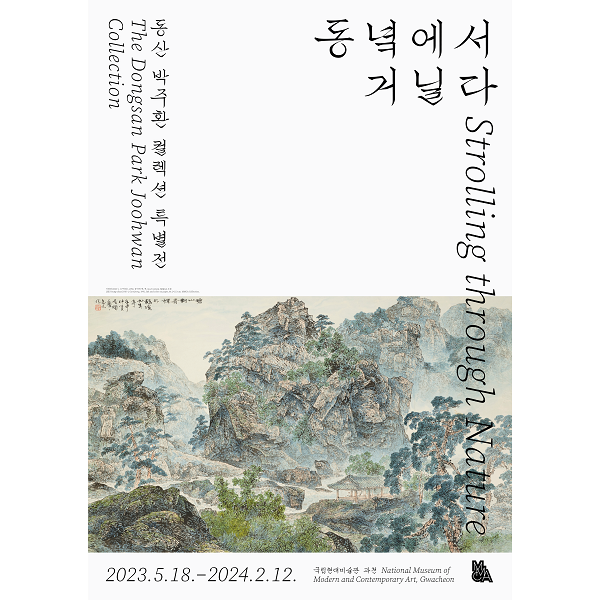 동녘에서
거닐다
Strolling through Nature
동산 박주환 컬렉션 특별전
The Dongsan Park Joohwan
Collection
2023.5.18.–2024.2.12.
국립현대미술관 과천 National Museum of
Modern and Contemporary Art, Gwacheon
MMCA